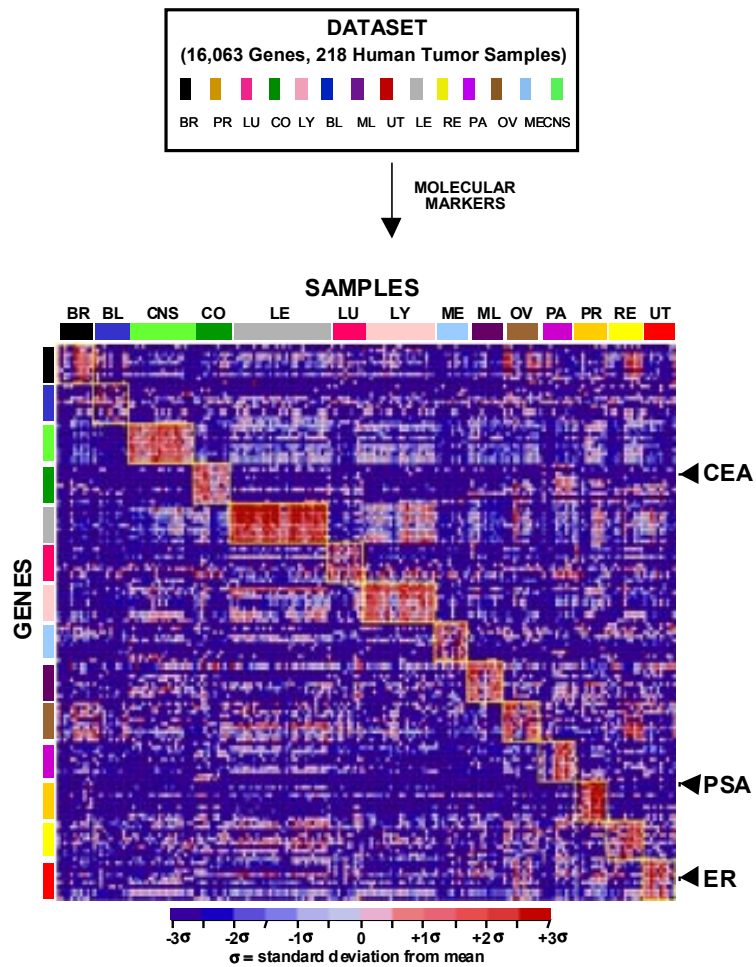 DATASET
(16,063 Genes, 218 Human Tumor Samples)
BR PR LU CO LY BL ML UT LE RE PA OV MECNS
MOLECULAR
MARKERS
SAMPLES
BR BL CNS CO LE LU LY ME ML OV PA PR RE UT
GENES
CEA
PSA
ER
-3σ -2σ -1σ 0 +1σ +2σ +3σ
σ = standard deviation from mean